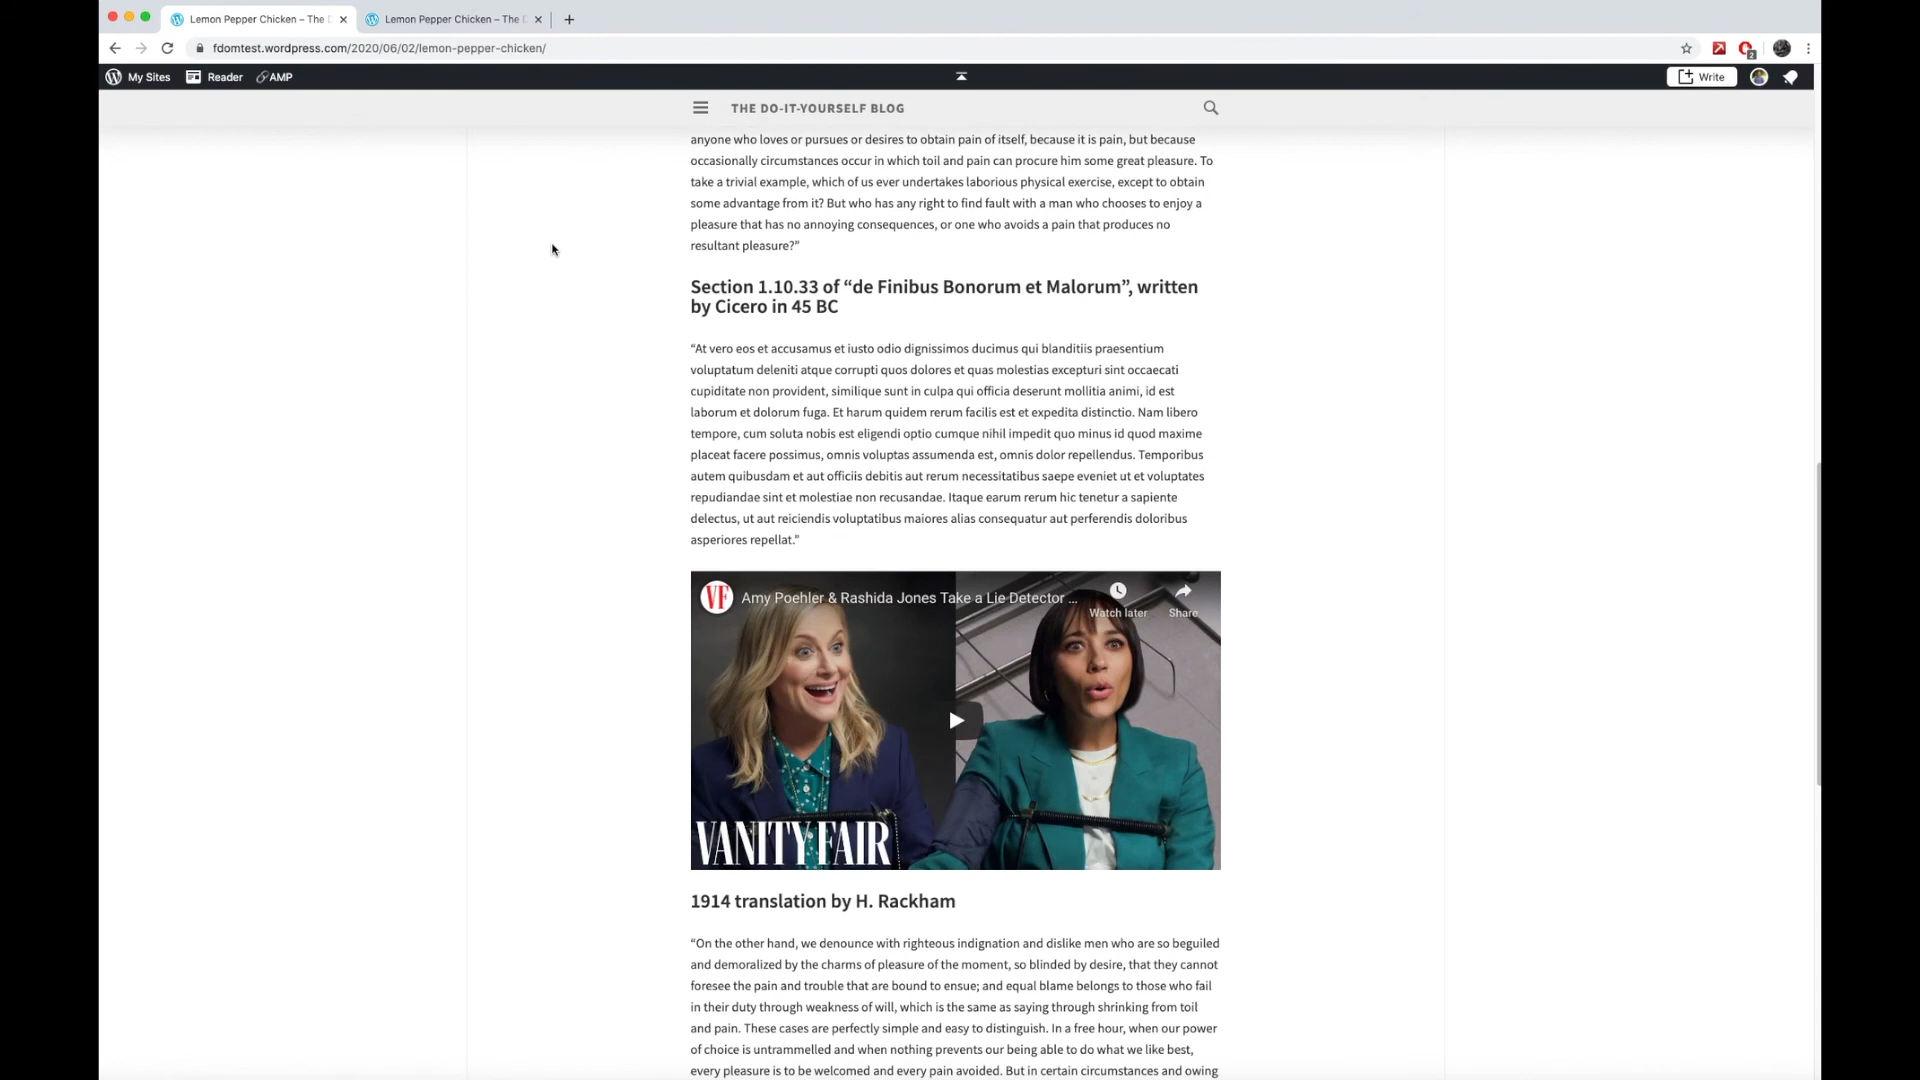 Lemon Pepper Chicken – The
Lemon Pepper Chicken – The
fdomtest.wordpress.com/2020/06/02/lemon-pepper-chicken/
2
My Sites
Reader
AMP
Write
THE DO-IT-YOURSELF BLOG
anyone who loves or pursues or desires to obtain pain of itself, because it is pain, but because
occasionally circumstances occur in which toil and pain can procure him some great pleasure. To
take a trivial example, which of us ever undertakes laborious physical exercise, except to obtain
some advantage from it? But who has any right to find fault with a man who chooses to enjoy a
pleasure that has no annoying consequences, or one who avoids a pain that produces no
resultant pleasure?”
Section 1.10.33 of “de Finibus Bonorum et Malorum”, written
by Cicero in 45 BC
“At vero eos et accusamus et iusto odio dignissimos ducimus qui blanditiis praesentium
voluptatum deleniti atque corrupti quos dolores et quas molestias excepturi sint occaecati
cupiditate non provident, similique sunt in culpa qui officia deserunt mollitia animi, id est
laborum et dolorum fuga. Et harum quidem rerum facilis est et expedita distinctio. Nam libero
tempore, cum soluta nobis est eligendi optio cumque nihil impedit quo minus id quod maxime
placeat facere possimus, omnis voluptas assumenda est, omnis dolor repellendus. Temporibus
autem quibusdam et aut officiis debitis aut rerum necessitatibus saepe eveniet ut et voluptates
repudiandae sint et molestiae non recusandae. Itaque earum rerum hic tenetur a sapiente
delectus, ut aut reiciendis voluptatibus maiores alias consequatur aut perferendis doloribus
asperiores repellat.”
VF
Amy Poehler & Rashida Jones Take a Lie Detector ...
Watch later
Share
VANITY FAIR
1914 translation by H. Rackham
“On the other hand, we denounce with righteous indignation and dislike men who are so beguiled
and demoralized by the charms of pleasure of the moment, so blinded by desire, that they cannot
foresee the pain and trouble that are bound to ensue; and equal blame belongs to those who fail
in their duty through weakness of will, which is the same as saying through shrinking from toil
and pain. These cases are perfectly simple and easy to distinguish. In a free hour, when our power
of choice is untrammelled and when nothing prevents our being able to do what we like best,
every pleasure is to be welcomed and every pain avoided. But in certain circumstances and owing